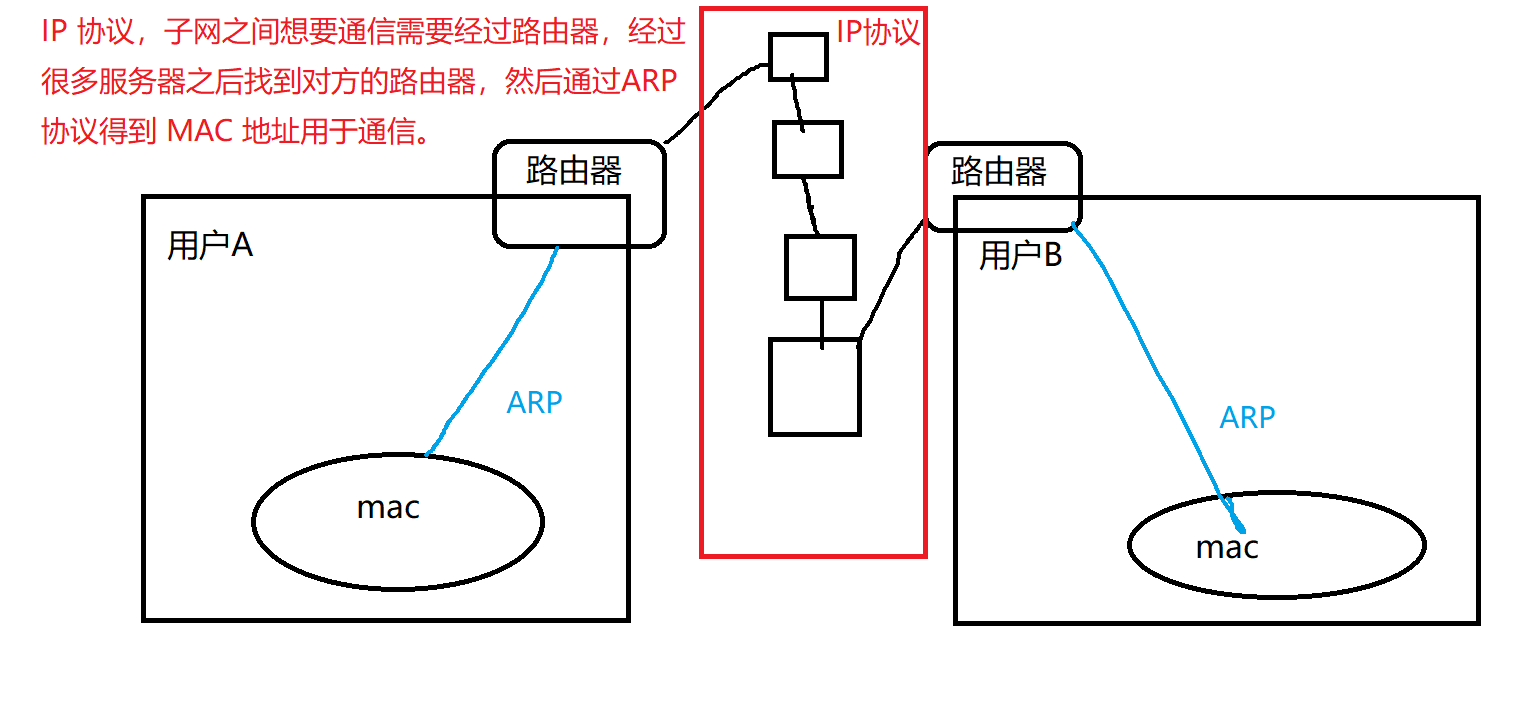 IP 协议，子网之间想要通信需要经过路由器，经过
很多服务器之后找到对方的路由器，然后通过ARP
协议得到 MAC 地址用于通信。
IP协议
路由器
路由器
用户A
用户B
ARP
ARP
mac
mac